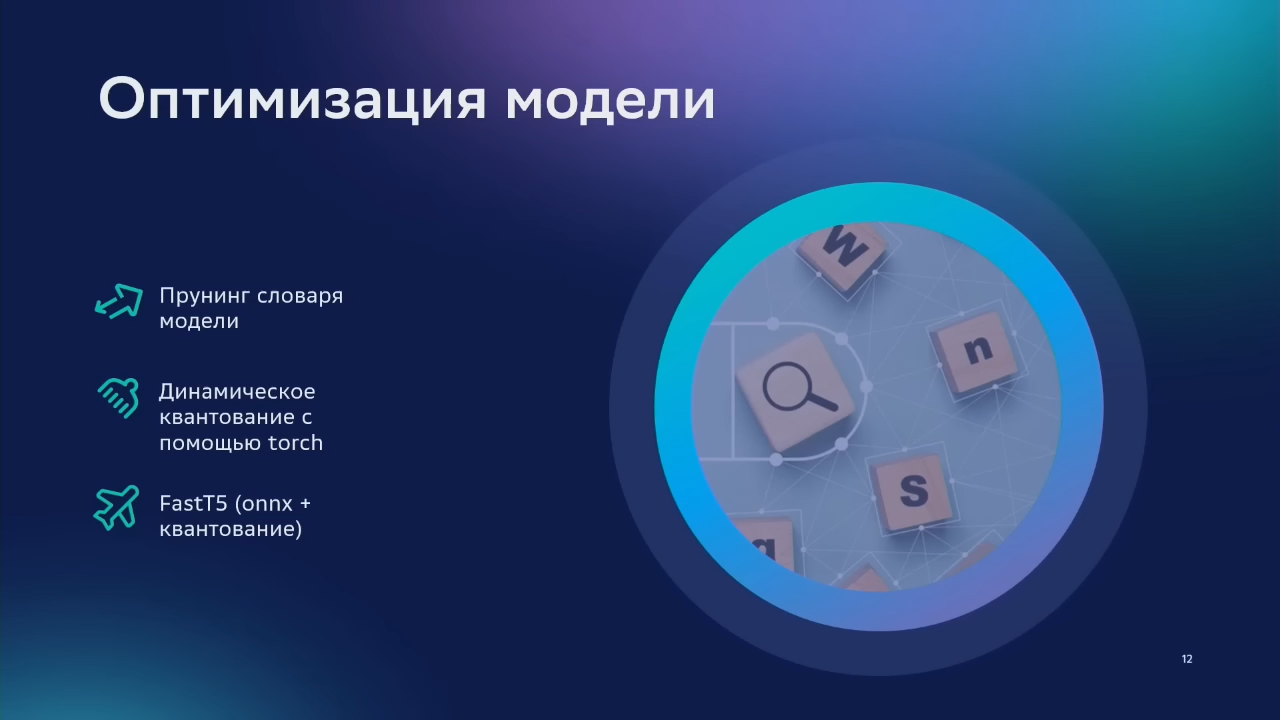 Оптимизация модели
Прунинг словаря
модели
Динамическое
квантование с
помощью torch
FastT5 (onnx +
квантование)
W
n
S
q
12